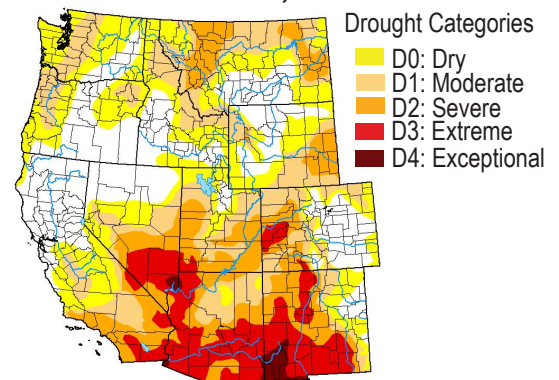 Drought Categories
D0: Dry
D1: Moderate
D2: Severe
D3: Extreme
D4: Exceptional